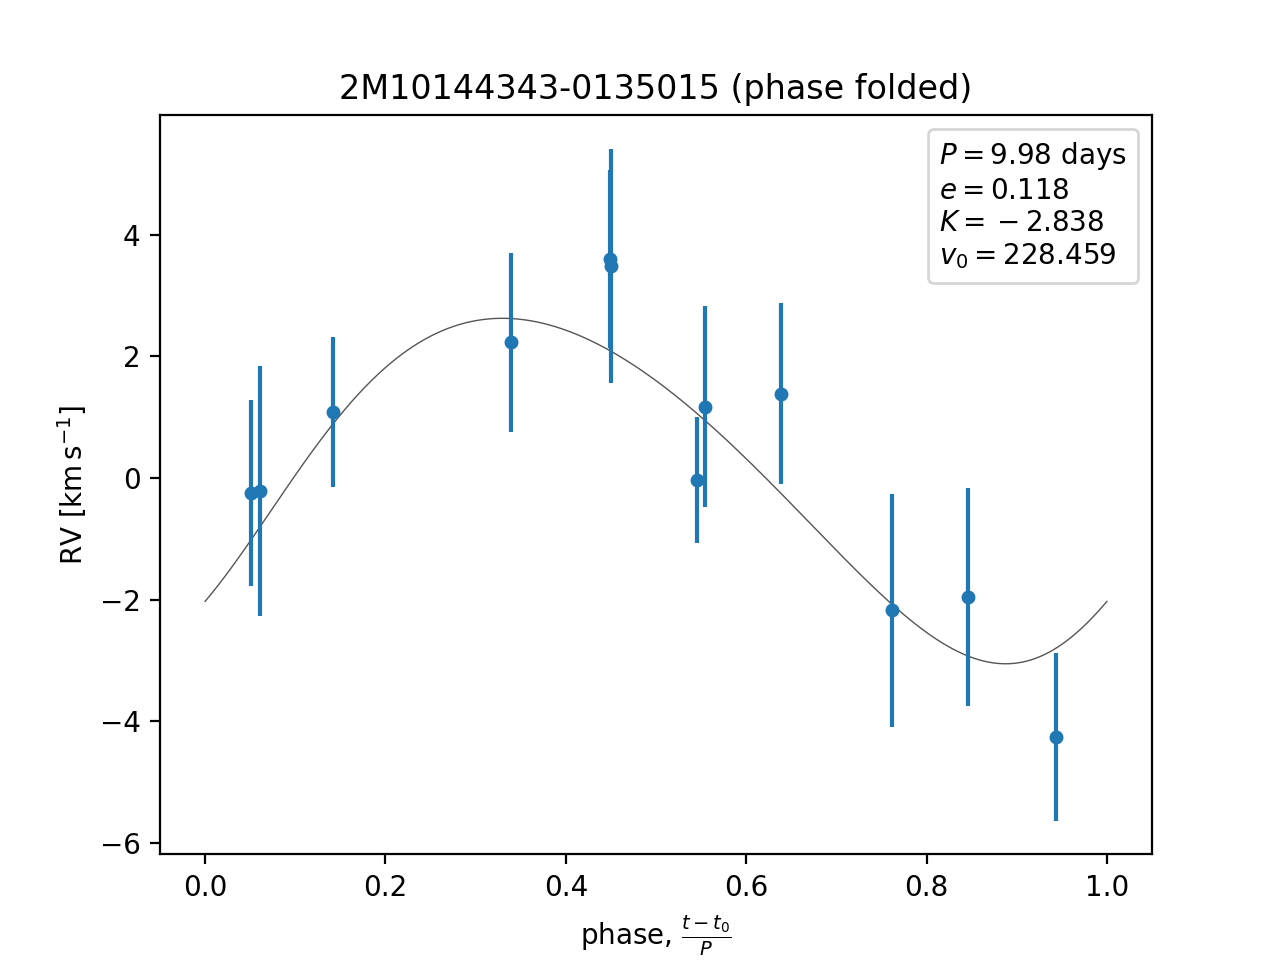 2M10144343-0135015 (phase folded)
P = 9.98 days
e = 0.118
K = −2.838
v₀ = 228.459
4
2
0
−2
−4
−6
RV [km s⁻¹]
0.0 0.2 0.4 0.6 0.8 1.0
phase, (t − t₀)/P